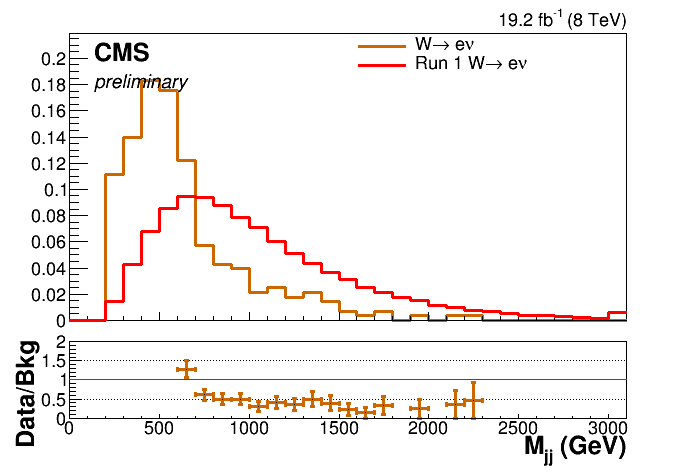 19.2 fb⁻¹ (8 TeV)
CMS
preliminary
W→ eν
Run 1 W→ eν
0.2
0.18
0.16
0.14
0.12
0.1
0.08
0.06
0.04
0.02
0
Data/Bkg
2
1.5
1
0.5
0
0 500 1000 1500 2000 2500 3000
M_jj (GeV)